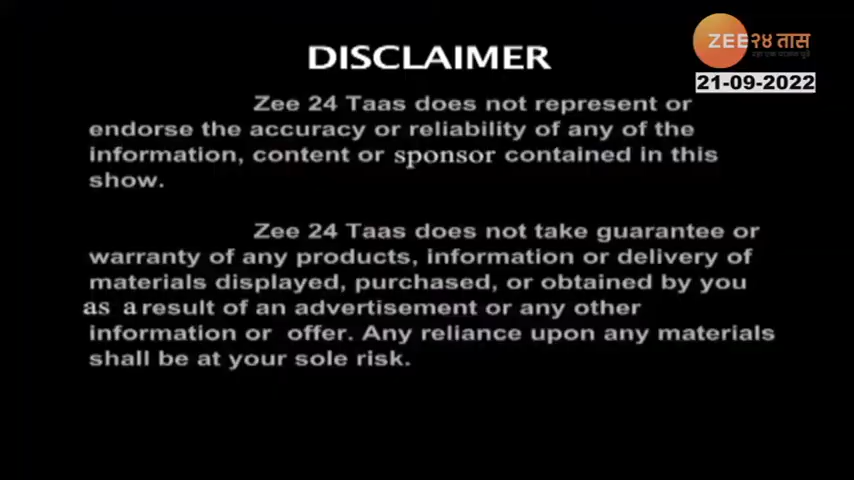 ZEE २४ तास
21-09-2022
DISCLAIMER
Zee 24 Taas does not represent or
endorse the accuracy or reliability of any of the
information, content or sponsor contained in this
show.
Zee 24 Taas does not take guarantee or
warranty of any products, information or delivery of
materials displayed, purchased, or obtained by you
as a result of an advertisement or any other
information or offer. Any reliance upon any materials
shall be at your sole risk.